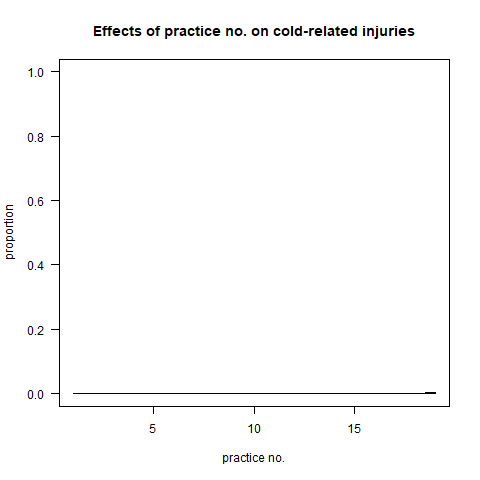 Effects of practice no. on cold-related injuries
1.0
0.8
0.6
0.4
0.2
0.0
proportion
5 10 15
practice no.